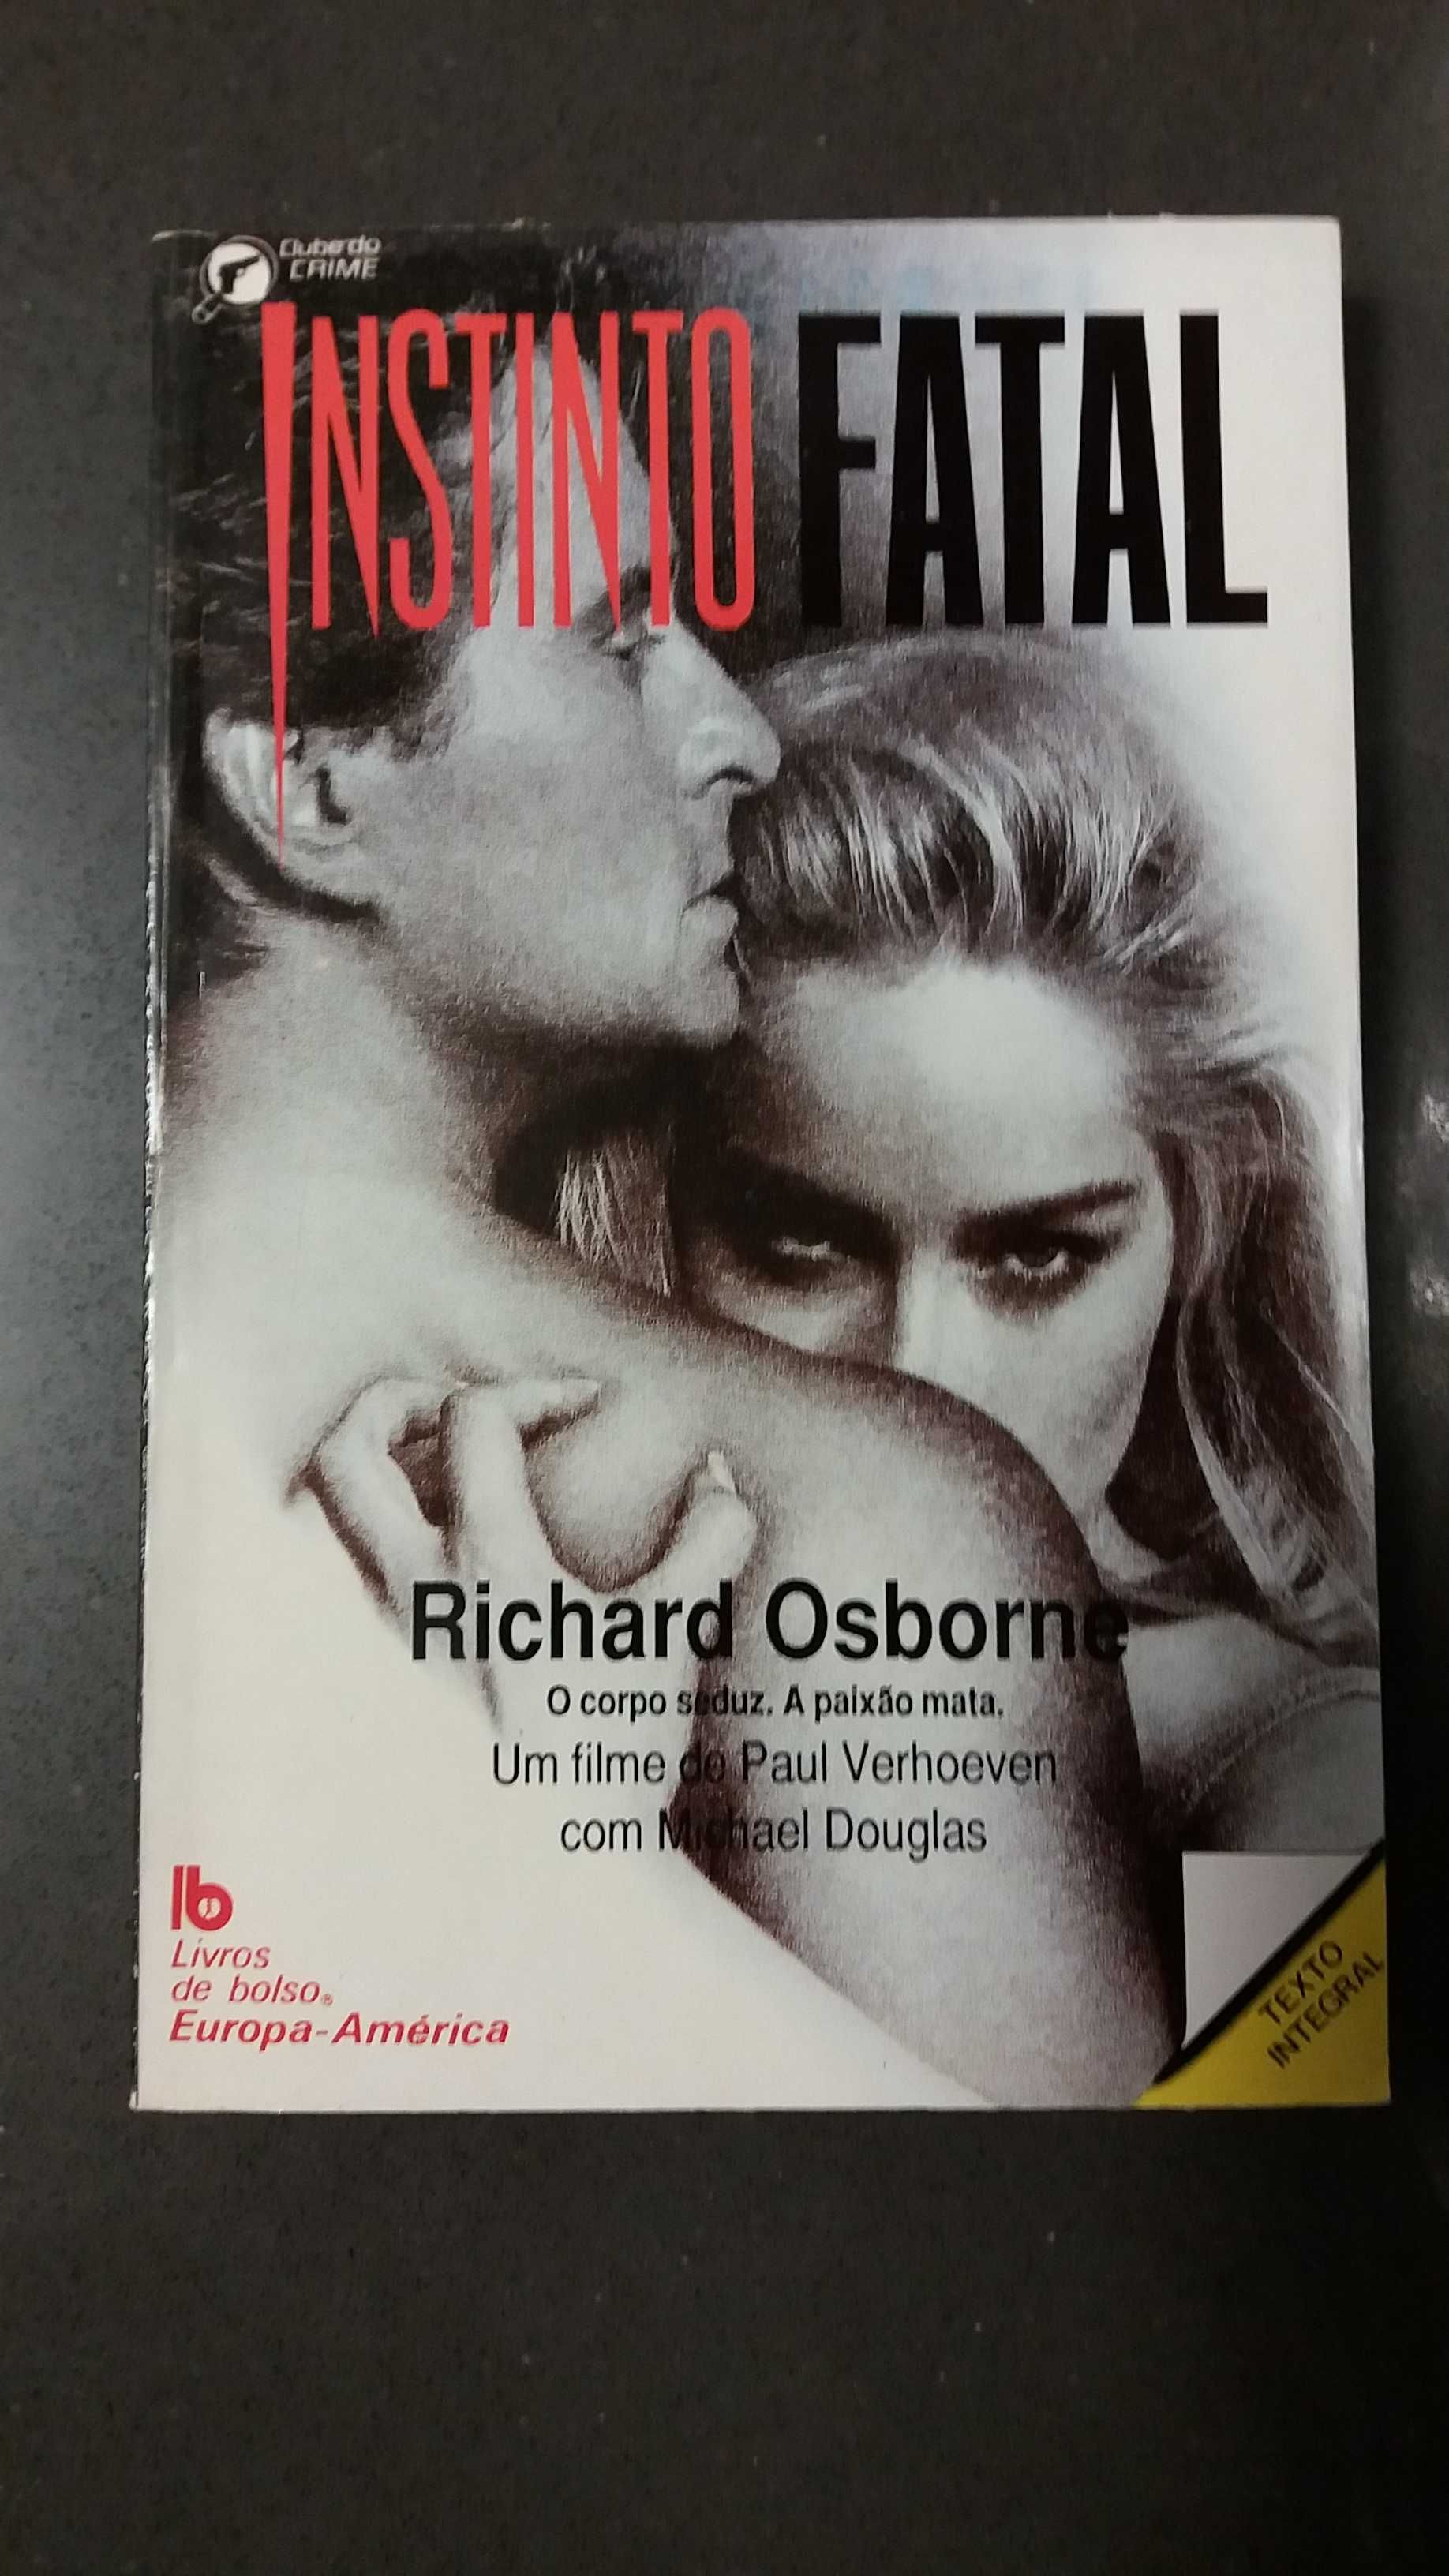 Clube do
CRIME
INSTINTO FATAL
Richard Osborne
O corpo seduz. A paixão mata.
Um filme de Paul Verhoeven
com Michael Douglas
lb
Livros
de bolso®
Europa-América
TEXTO
INTEGRAL